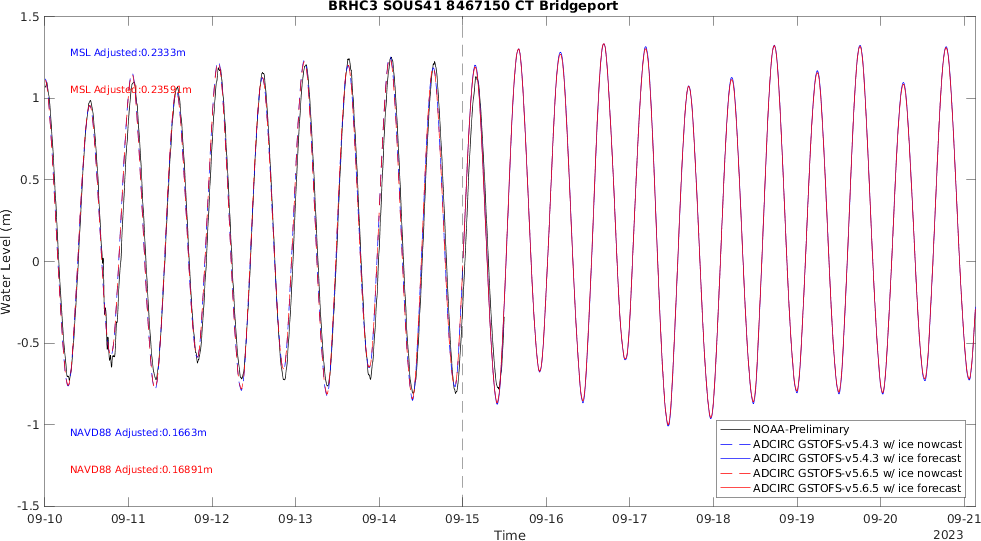 BRHC3 SOUS41 8467150 CT Bridgeport
1.5
1
0.5
0
-0.5
-1
-1.5
Water Level (m)
MSL Adjusted:0.2333m
MSL Adjusted:0.23591m
NAVD88 Adjusted:0.1663m
NAVD88 Adjusted:0.16891m
NOAA-Preliminary
ADCIRC GSTOFS-v5.4.3 w/ ice nowcast
ADCIRC GSTOFS-v5.4.3 w/ ice forecast
ADCIRC GSTOFS-v5.6.5 w/ ice nowcast
ADCIRC GSTOFS-v5.6.5 w/ ice forecast
09-10 09-11 09-12 09-13 09-14 09-15 09-16 09-17 09-18 09-19 09-20 09-21
Time
2023